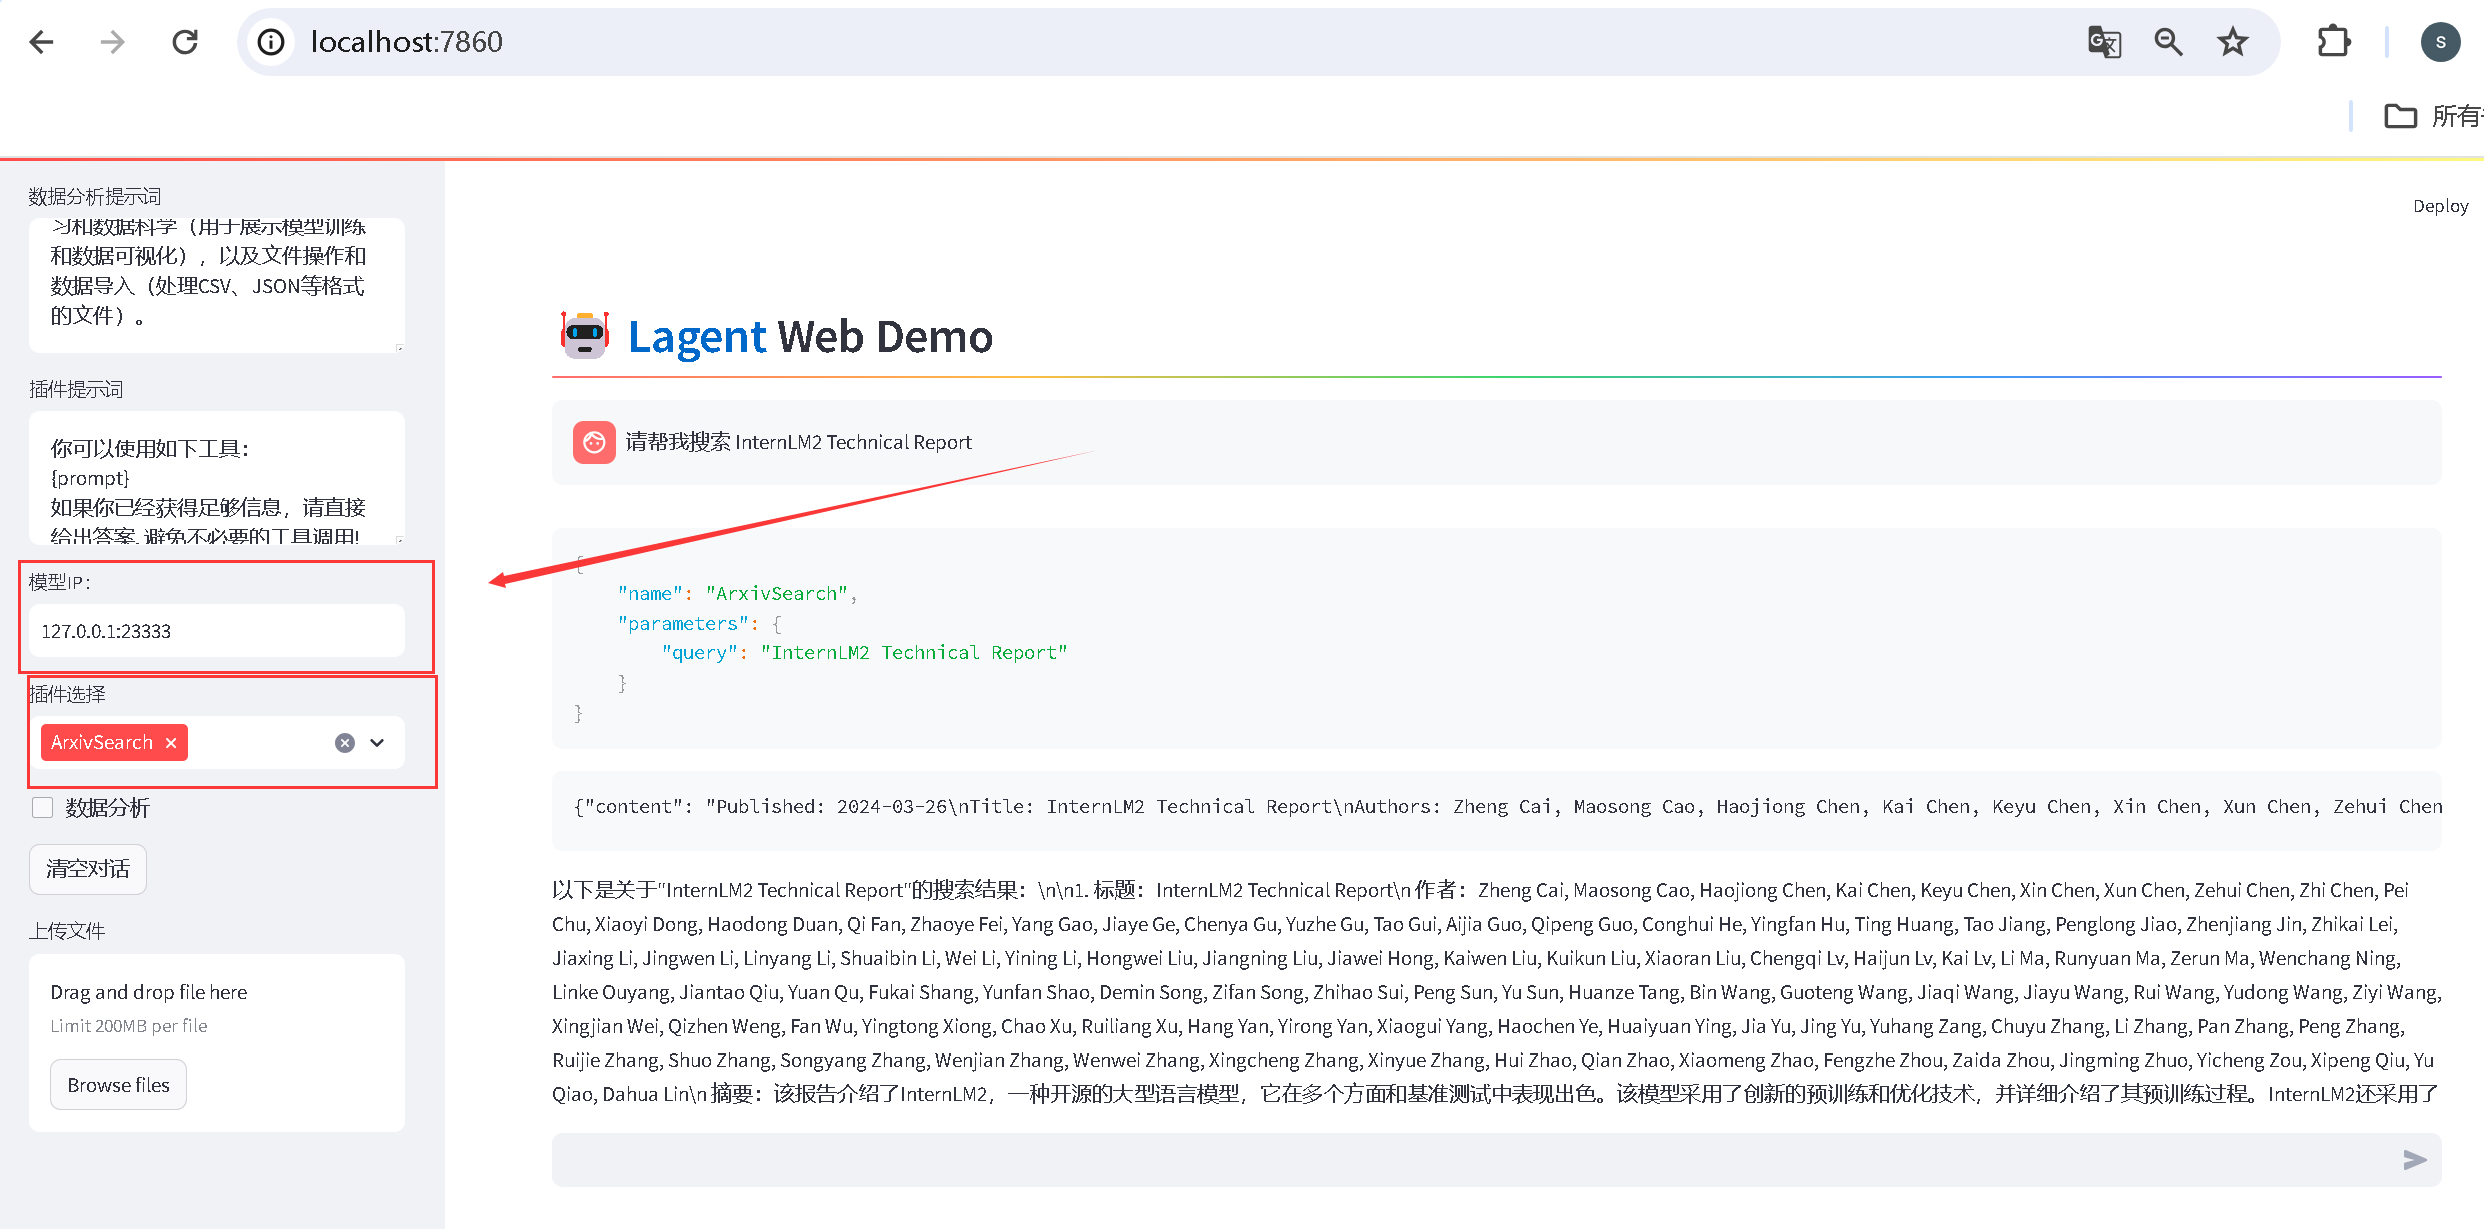 localhost:7860
S
所有
Deploy
数据分析提示词
习和数据科学（用于展示模型训练
和数据可视化），以及文件操作和
数据导入（处理CSV、JSON等格式
的文件）。
插件提示词
你可以使用如下工具：
{prompt}
如果你已经获得足够信息，请直接
给出答案. 避免不必要的工具调用!
模型IP：
127.0.0.1:23333
插件选择
ArxivSearch
数据分析
清空对话
上传文件
Drag and drop file here
Limit 200MB per file
Browse files
Lagent Web Demo
请帮我搜索 InternLM2 Technical Report
{
"name": "ArxivSearch",
"parameters": {
"query": "InternLM2 Technical Report"
}
}
{"content": "Published: 2024-03-26\nTitle: InternLM2 Technical Report\nAuthors: Zheng Cai, Maosong Cao, Haojiong Chen, Kai Chen, Keyu Chen, Xin Chen, Xun Chen, Zehui Chen
以下是关于"InternLM2 Technical Report"的搜索结果：\n\n1. 标题：InternLM2 Technical Report\n 作者：Zheng Cai, Maosong Cao, Haojiong Chen, Kai Chen, Keyu Chen, Xin Chen, Xun Chen, Zehui Chen, Zhi Chen, Pei
Chu, Xiaoyi Dong, Haodong Duan, Qi Fan, Zhaoye Fei, Yang Gao, Jiaye Ge, Chenya Gu, Yuzhe Gu, Tao Gui, Aijia Guo, Qipeng Guo, Conghui He, Yingfan Hu, Ting Huang, Tao Jiang, Penglong Jiao, Zhenjiang Jin, Zhikai Lei,
Jiaxing Li, Jingwen Li, Linyang Li, Shuaibin Li, Wei Li, Yining Li, Hongwei Liu, Jiangning Liu, Jiawei Hong, Kaiwen Liu, Kuikun Liu, Xiaoran Liu, Chengqi Lv, Haijun Lv, Kai Lv, Li Ma, Runyuan Ma, Zerun Ma, Wenchang Ning,
Linke Ouyang, Jiantao Qiu, Yuan Qu, Fukai Shang, Yunfan Shao, Demin Song, Zifan Song, Zhihao Sui, Peng Sun, Yu Sun, Huanze Tang, Bin Wang, Guoteng Wang, Jiaqi Wang, Jiayu Wang, Rui Wang, Yudong Wang, Ziyi Wang,
Xingjian Wei, Qizhen Weng, Fan Wu, Yingtong Xiong, Chao Xu, Ruiliang Xu, Hang Yan, Yirong Yan, Xiaogui Yang, Haochen Ye, Huaiyuan Ying, Jia Yu, Jing Yu, Yuhang Zang, Chuyu Zhang, Li Zhang, Pan Zhang, Peng Zhang,
Ruijie Zhang, Shuo Zhang, Songyang Zhang, Wenjian Zhang, Wenwei Zhang, Xingcheng Zhang, Xinyue Zhang, Hui Zhao, Qian Zhao, Xiaomeng Zhao, Fengzhe Zhou, Zaida Zhou, Jingming Zhuo, Yicheng Zou, Xipeng Qiu, Yu
Qiao, Dahua Lin\n 摘要：该报告介绍了InternLM2，一种开源的大型语言模型，它在多个方面和基准测试中表现出色。该模型采用了创新的预训练和优化技术，并详细介绍了其预训练过程。InternLM2还采用了